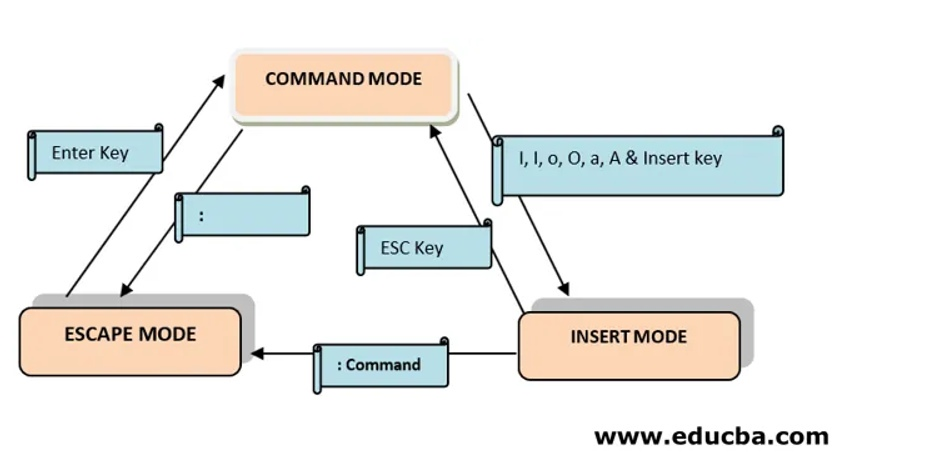 COMMAND MODE
Enter Key
I, I, o, O, a, A & Insert key
:
ESC Key
ESCAPE MODE
INSERT MODE
: Command
www.educba.com